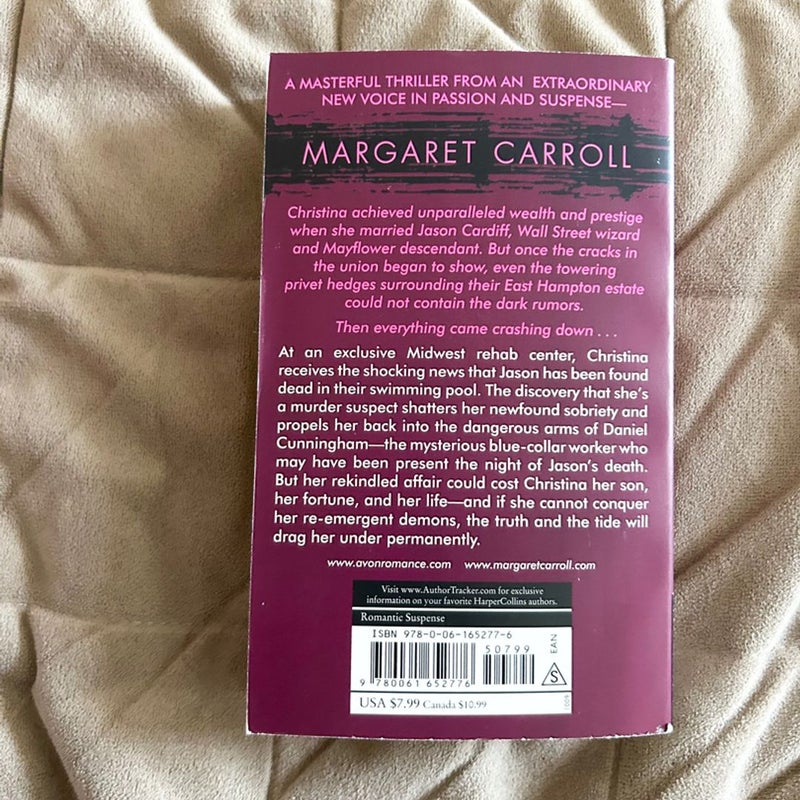 A MASTERFUL THRILLER FROM AN EXTRAORDINARY
NEW VOICE IN PASSION AND SUSPENSE—
MARGARET CARROLL
Christina achieved unparalleled wealth and prestige
when she married Jason Cardiff, Wall Street wizard
and Mayflower descendant. But once the cracks in
the union began to show, even the towering
privet hedges surrounding their East Hampton estate
could not contain the dark rumors.
Then everything came crashing down . . .
At an exclusive Midwest rehab center, Christina
receives the shocking news that Jason has been found
dead in their swimming pool. The discovery that she's
a murder suspect shatters her newfound sobriety and
propels her back into the dangerous arms of Daniel
Cunningham—the mysterious blue-collar worker who
may have been present the night of Jason's death.
But her rekindled affair could cost Christina her son,
her fortune, and her life—and if she cannot conquer
her re-emergent demons, the truth and the tide will
drag her under permanently.
www.avonromance.com www.margaretcarroll.com
Visit www.AuthorTracker.com for exclusive
information on your favorite HarperCollins authors.
Romantic Suspense
ISBN 978-0-06-165277-6
50799
EAN
S
9 780061 652776
USA $7.99 Canada $10.99